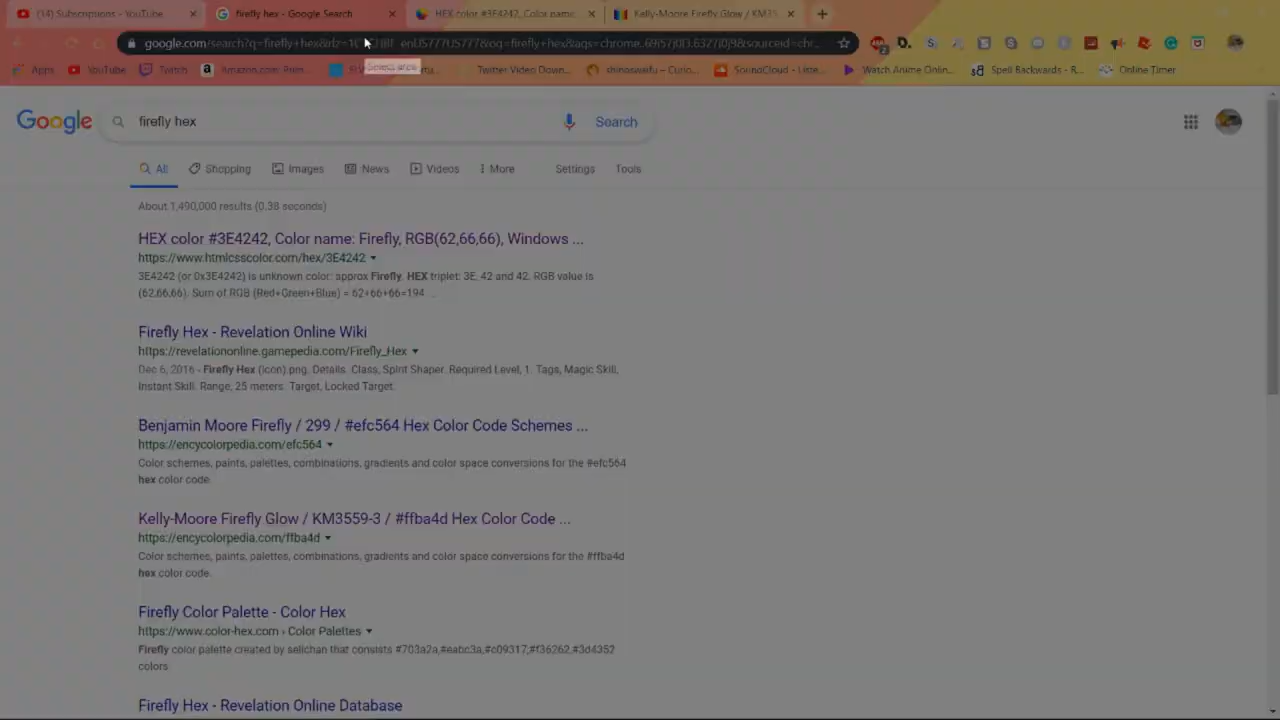 (14) Subscriptions - YouTube
firefly hex - Google Search
HEX color #3E4242, Color name:
Kelly-Moore Firefly Glow / KM35
Select area
Apps
YouTube
Twitch
Amazon.com: Prim...
Twitter Video Down...
shinoswafu – Curio...
SoundCloud - Liste...
Watch Anime Onlin...
Spell Backwards - R...
Online Timer
Google
firefly hex
Search
All
Shopping
Images
News
Videos
More
Settings
Tools
About 1,490,000 results (0.38 seconds)
HEX color #3E4242, Color name: Firefly, RGB(62,66,66), Windows ...
https://www.htmlcsscolor.com/hex/3E4242
3E4242 (or 0x3E4242) is unknown color: approx Firefly. HEX triplet: 3E, 42 and 42. RGB value is
(62,66,66). Sum of RGB (Red+Green+Blue) = 62+66+66=194 ...
Firefly Hex - Revelation Online Wiki
https://revelationonline.gamepedia.com/Firefly_Hex
Dec 6, 2016 - Firefly Hex (icon).png. Details. Class, Spirit Shaper. Required Level, 1. Tags, Magic Skill,
Instant Skill. Range, 25 meters. Target, Locked Target.
Benjamin Moore Firefly / 299 / #efc564 Hex Color Code Schemes ...
https://encycolorpedia.com/efc564
Color schemes, paints, palettes, combinations, gradients and color space conversions for the #efc564
hex color code.
Kelly-Moore Firefly Glow / KM3559-3 / #ffba4d Hex Color Code ...
https://encycolorpedia.com/ffba4d
Color schemes, paints, palettes, combinations, gradients and color space conversions for the #ffba4d
hex color code.
Firefly Color Palette - Color Hex
https://www.color-hex.com › Color Palettes
Firefly color palette created by selichan that consists #703a2a,#eabc3a,#c09317,#f36262,#3d4352
colors.
Firefly Hex - Revelation Online Database